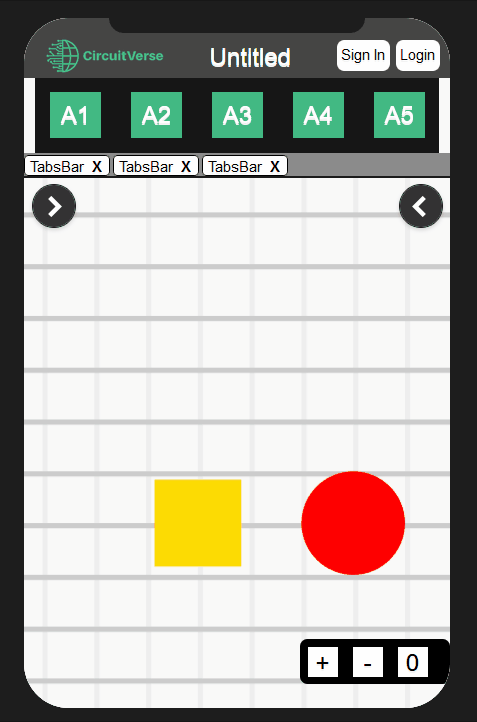 CircuitVerse Untitled Sign In Login
A1 A2 A3 A4 A5
TabsBar X TabsBar X TabsBar X
+ - 0